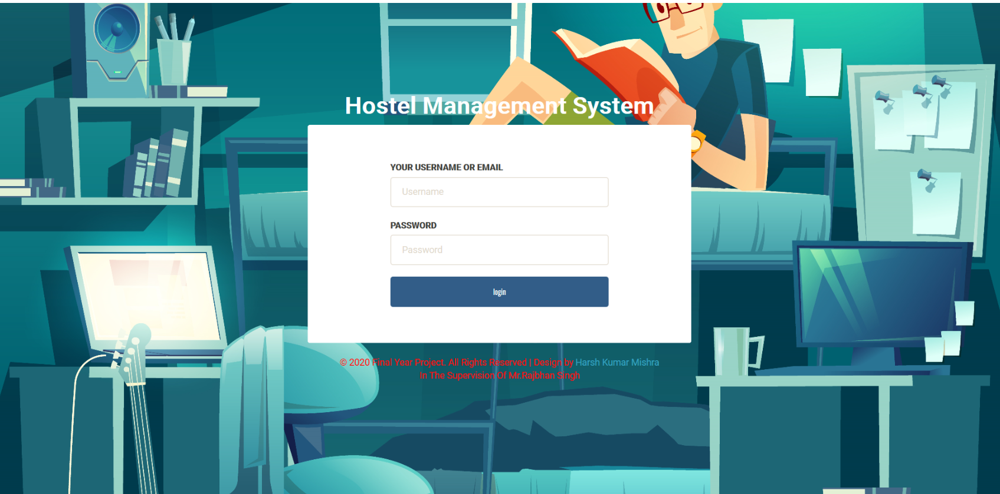 Hostel Management System
YOUR USERNAME OR EMAIL
Username
PASSWORD
Password
login
© 2020 Final Year Project. All Rights Reserved | Design by Harsh Kumar Mishra
In The Supervision Of Mr.Rajbhan Singh